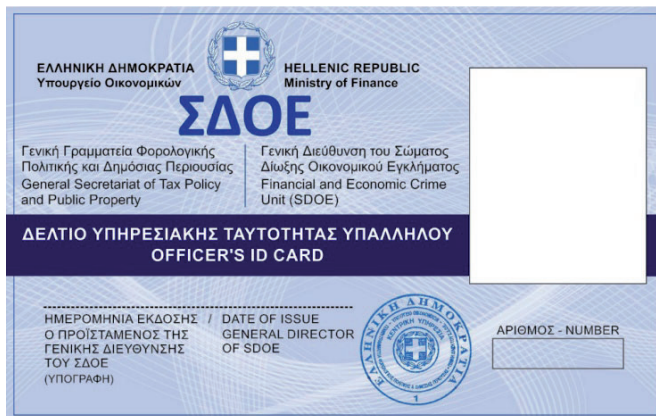 ΕΛΛΗΝΙΚΗ ΔΗΜΟΚΡΑΤΙΑ
Υπουργείο Οικονομικών
HELLENIC REPUBLIC
Ministry of Finance
ΣΔΟΕ
Γενική Γραμματεία Φορολογικής
Πολιτικής και Δημόσιας Περιουσίας
General Secretariat of Tax Policy
and Public Property
Γενική Διεύθυνση του Σώματος
Δίωξης Οικονομικού Εγκλήματος
Financial and Economic Crime
Unit (SDOE)
ΔΕΛΤΙΟ ΥΠΗΡΕΣΙΑΚΗΣ ΤΑΥΤΟΤΗΤΑΣ ΥΠΑΛΛΗΛΟΥ
OFFICER'S ID CARD
ΗΜΕΡΟΜΗΝΙΑ ΕΚΔΟΣΗΣ / DATE OF ISSUE
Ο ΠΡΟΪΣΤΑΜΕΝΟΣ ΤΗΣ
ΓΕΝΙΚΗΣ ΔΙΕΥΘΥΝΣΗΣ
ΤΟΥ ΣΔΟΕ
(ΥΠΟΓΡΑΦΗ)
GENERAL DIRECTOR
OF SDOE
ΕΛΛΗΝΙΚΗ ΔΗΜΟΚΡΑΤΙΑ
ΚΕΝΤΡΙΚΗ ΥΠΗΡΕΣΙΑ
1
ΑΡΙΘΜΟΣ - NUMBER